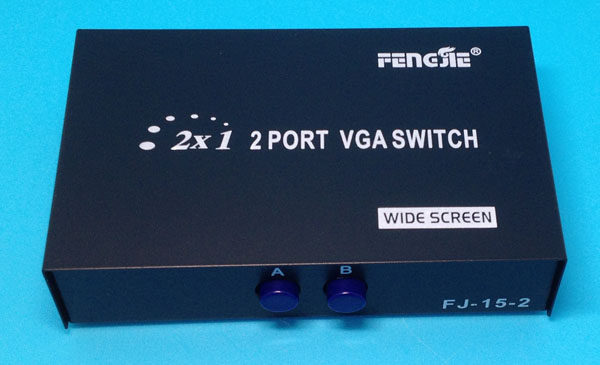 FENGJIE®
2x1 2 PORT VGA SWITCH
WIDE SCREEN
A B
FJ-15-2